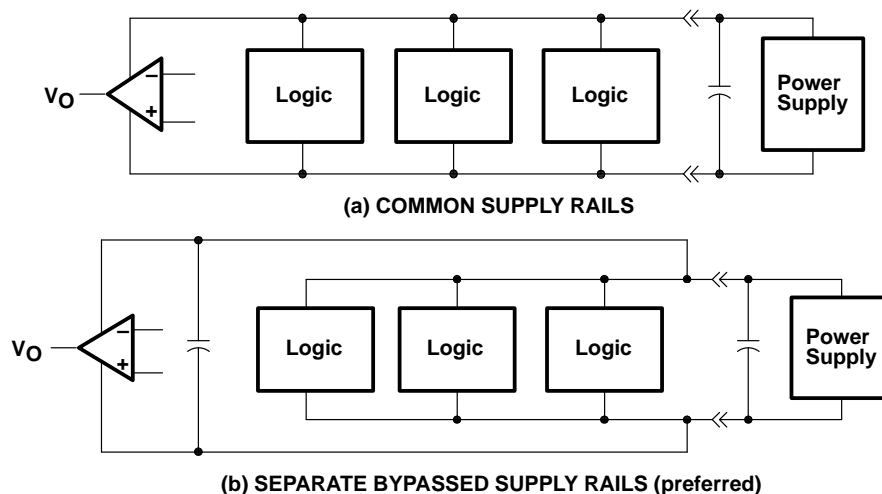 Logic Logic Logic
Power
Supply
VO
−
+
(a) COMMON SUPPLY RAILS
Logic Logic Logic
Power
Supply
VO
−
+
(b) SEPARATE BYPASSED SUPPLY RAILS (preferred)